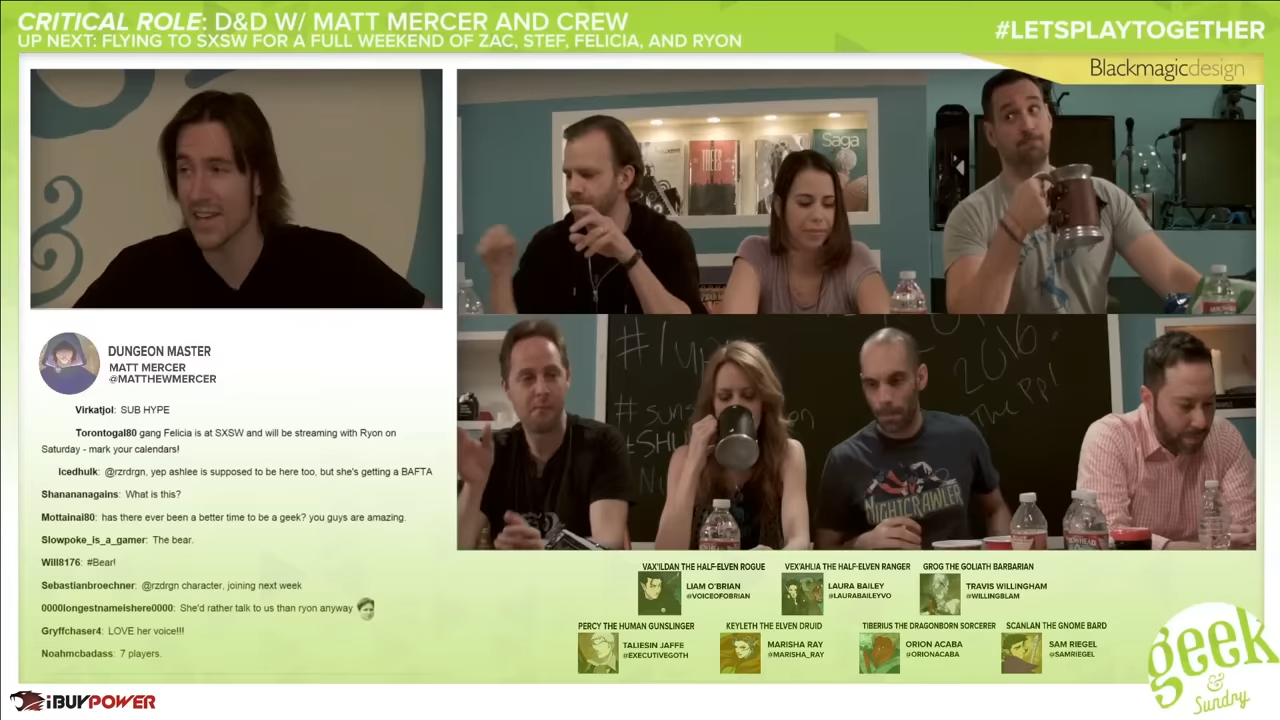 CRITICAL ROLE: D&D W/ MATT MERCER AND CREW
UP NEXT: FLYING TO SXSW FOR A FULL WEEKEND OF ZAC, STEF, FELICIA, AND RYON
#LETSPLAYTOGETHER
Blackmagicdesign
TREES
Saga
DUNGEON MASTER
MATT MERCER
@MATTHEWMERCER
Virkatjol: SUB HYPE
Torontogal80 gang Felicia is at SXSW and will be streaming with Ryon on
Saturday - mark your calendars!
Icedhulk: @rzrdrgn, yep ashlee is supposed to be here too, but she's getting a BAFTA
Shanananagains: What is this?
Mottainai80: has there ever been a better time to be a geek? you guys are amazing.
Slowpoke_is_a_gamer: The bear.
Will8176: #Bear!
Sebastianbroechner: @rzdrgn character, joining next week
0000longestnameishere0000: She'd rather talk to us than ryon anyway
Gryffchaser4: LOVE her voice!!!
Noahmcbadass: 7 players.
2016.
NIGHTCRAWLER
VAX'ILDAN THE HALF-ELVEN ROGUE
LIAM O'BRIAN
@VOICEOFOBRIAN
VEX'AHLIA THE HALF-ELVEN RANGER
LAURA BAILEY
@LAURABAILEYVO
GROG THE GOLIATH BARBARIAN
TRAVIS WILLINGHAM
@WILLINGBLAM
PERCY THE HUMAN GUNSLINGER
TALIESIN JAFFE
@EXECUTIVEGOTH
KEYLETH THE ELVEN DRUID
MARISHA RAY
@MARISHA_RAY
TIBERIUS THE DRAGONBORN SORCERER
ORION ACABA
@ORIONACABA
SCANLAN THE GNOME BARD
SAM RIEGEL
@SAMRIEGEL
geek
&
Sundry
iBUYPOWER